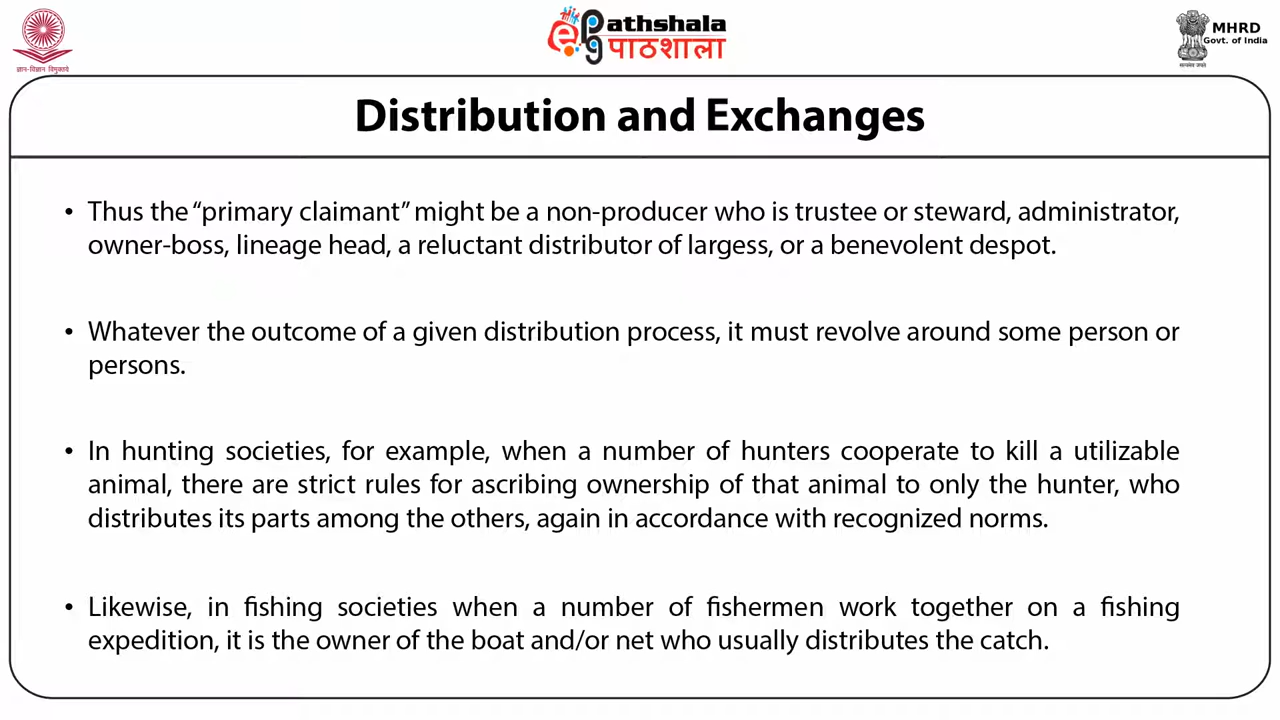 ज्ञान-विज्ञान विमुक्तये
ePG Pathshala
पाठशाला
MHRD
Govt. of India
सत्यमेव जयते
Distribution and Exchanges
• Thus the “primary claimant” might be a non-producer who is trustee or steward, administrator,
owner-boss, lineage head, a reluctant distributor of largess, or a benevolent despot.
• Whatever the outcome of a given distribution process, it must revolve around some person or
persons.
• In hunting societies, for example, when a number of hunters cooperate to kill a utilizable
animal, there are strict rules for ascribing ownership of that animal to only the hunter, who
distributes its parts among the others, again in accordance with recognized norms.
• Likewise, in fishing societies when a number of fishermen work together on a fishing
expedition, it is the owner of the boat and/or net who usually distributes the catch.